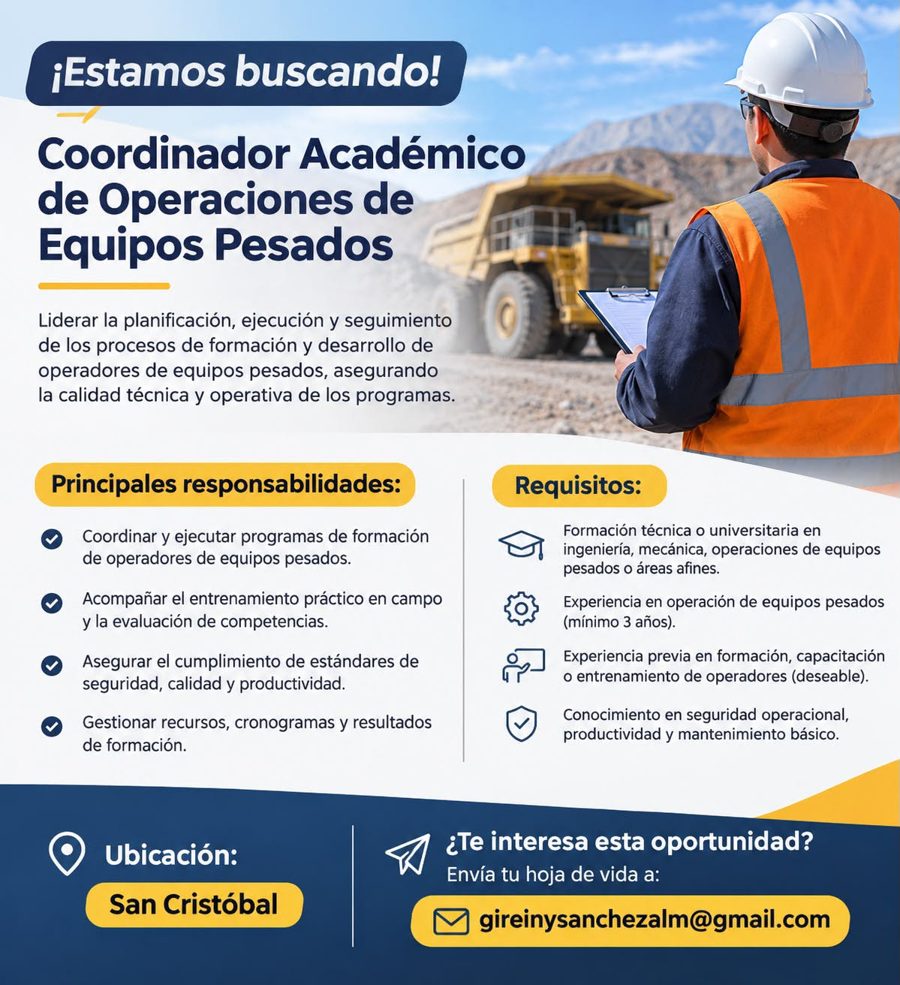 ¡Estamos buscando!
Coordinador Académico
de Operaciones de
Equipos Pesados
Liderar la planificación, ejecución y seguimiento
de los procesos de formación y desarrollo de
operadores de equipos pesados, asegurando
la calidad técnica y operativa de los programas.
Principales responsabilidades:
Coordinar y ejecutar programas de formación
de operadores de equipos pesados.
Acompañar el entrenamiento práctico en campo
y la evaluación de competencias.
Asegurar el cumplimiento de estándares de
seguridad, calidad y productividad.
Gestionar recursos, cronogramas y resultados
de formación.
Requisitos:
Formación técnica o universitaria en
ingeniería, mecánica, operaciones de equipos
pesados o áreas afines.
Experiencia en operación de equipos pesados
(mínimo 3 años).
Experiencia previa en formación, capacitación
o entrenamiento de operadores (deseable).
Conocimiento en seguridad operacional,
productividad y mantenimiento básico.
Ubicación:
San Cristóbal
¿Te interesa esta oportunidad?
Envía tu hoja de vida a:
gireinysanchezalm@gmail.com